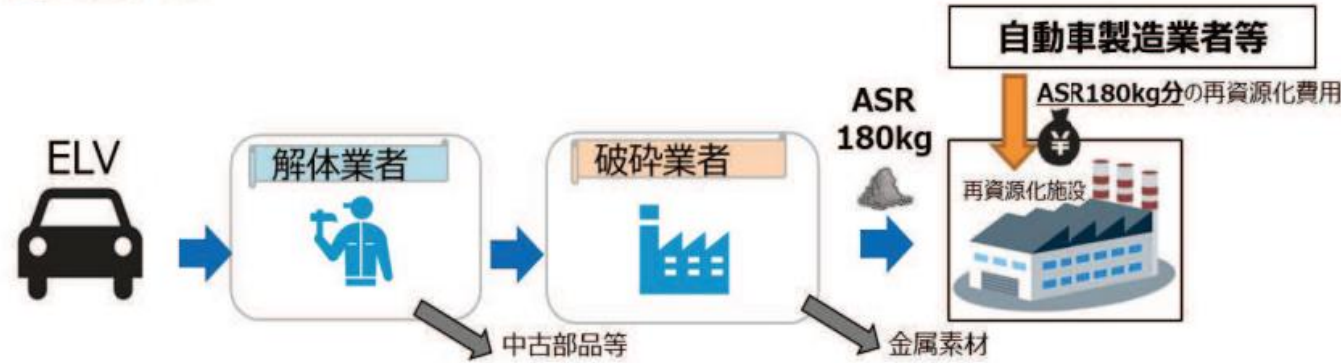 自動車製造業者等
ASR180kg分の再資源化費用
¥
ELV
解体業者
破砕業者
ASR
180kg
再資源化施設
中古部品等
金属素材